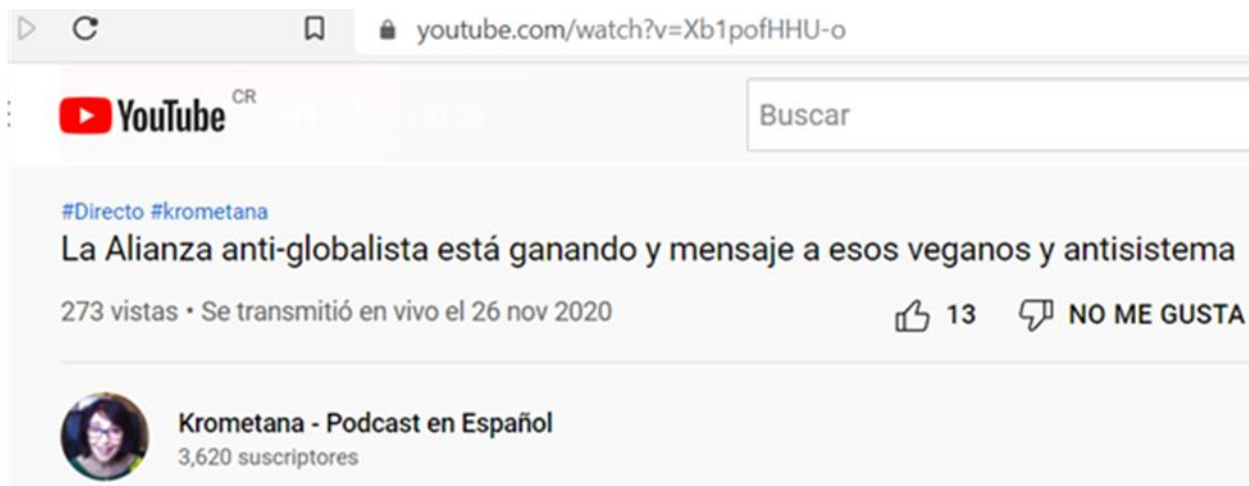 youtube.com/watch?v=Xb1pofHHU-o
YouTube CR
Buscar
#Directo #krometana
La Alianza anti-globalista está ganando y mensaje a esos veganos y antisistema
273 vistas • Se transmitió en vivo el 26 nov 2020
13 NO ME GUSTA
Krometana - Podcast en Español
3,620 suscriptores